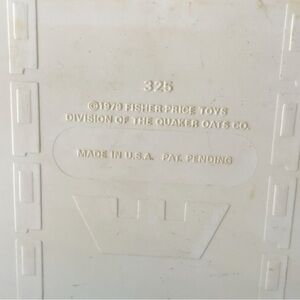 325
©1979 FISHER-PRICE TOYS
DIVISION OF THE QUAKER OATS CO.
MADE IN U.S.A. PAT. PENDING